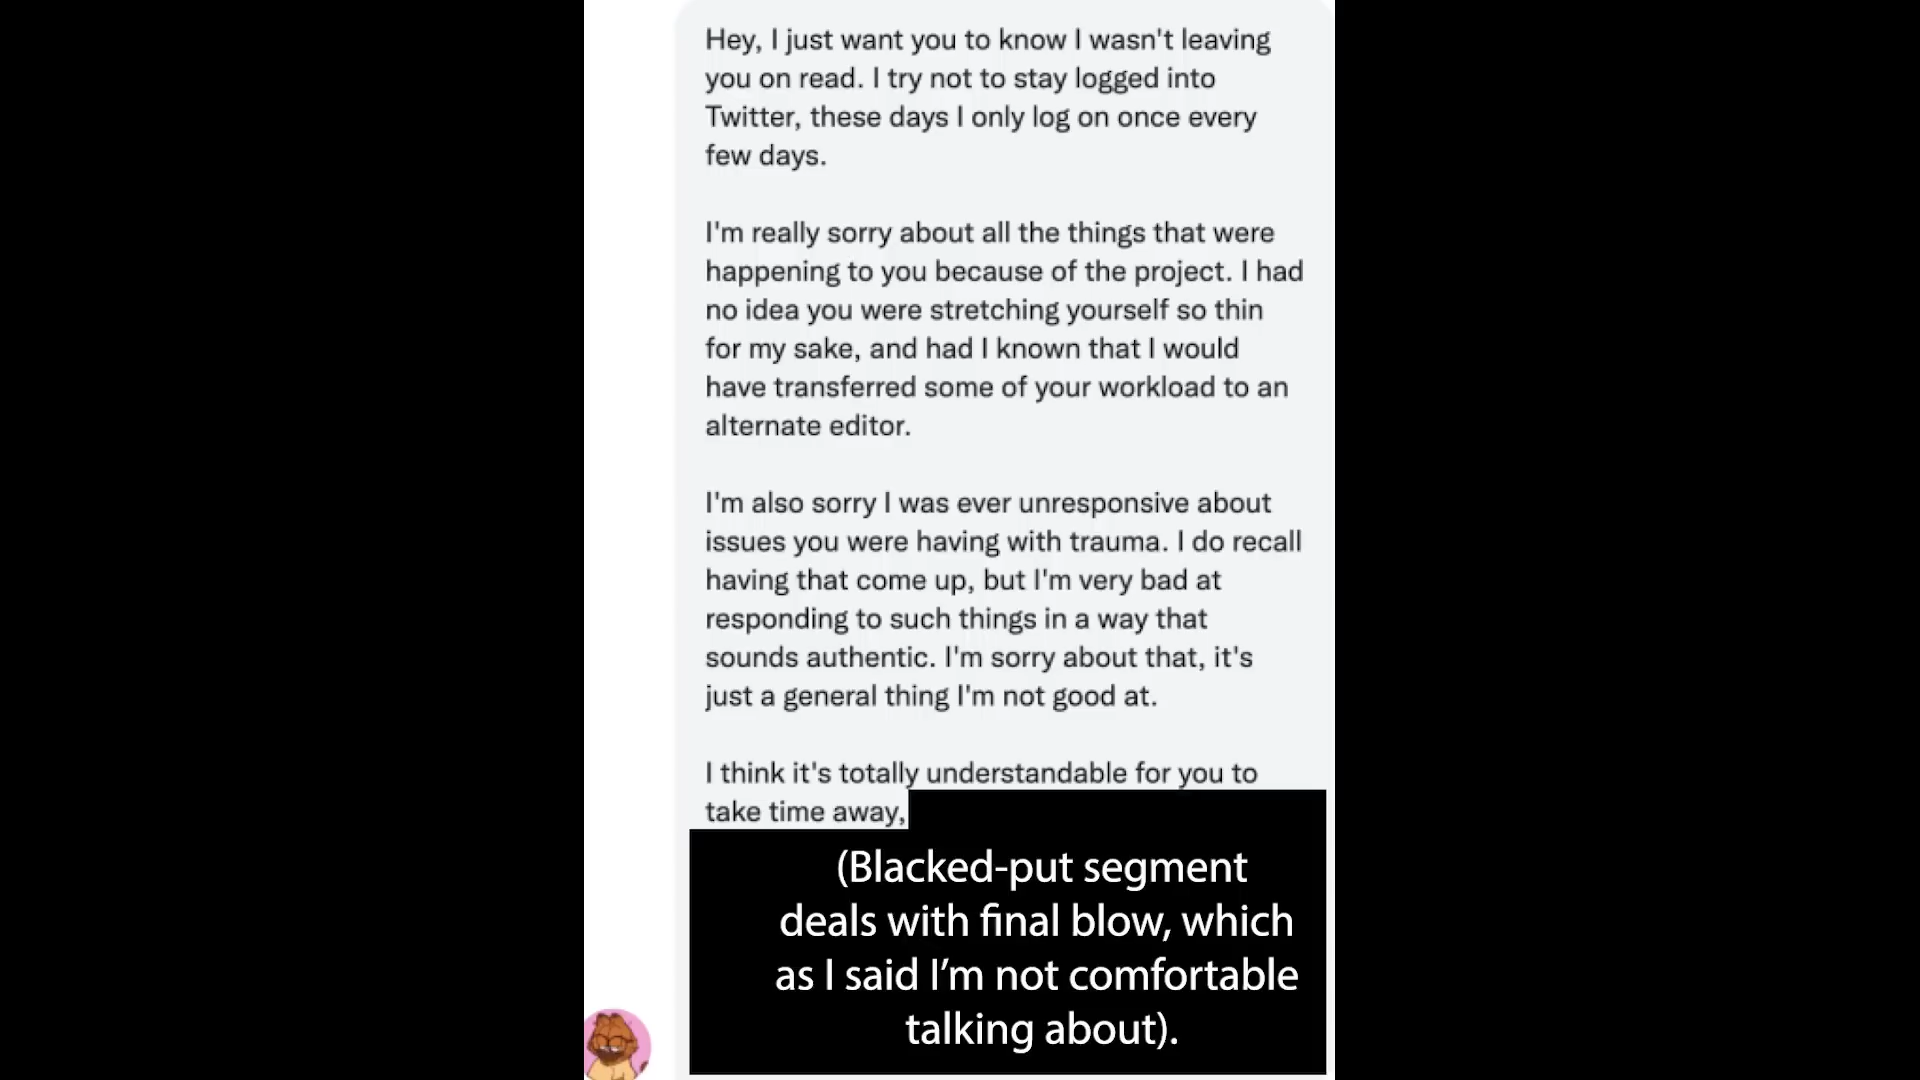 Hey, I just want you to know I wasn't leaving
you on read. I try not to stay logged into
Twitter, these days I only log on once every
few days.
I'm really sorry about all the things that were
happening to you because of the project. I had
no idea you were stretching yourself so thin
for my sake, and had I known that I would
have transferred some of your workload to an
alternate editor.
I'm also sorry I was ever unresponsive about
issues you were having with trauma. I do recall
having that come up, but I'm very bad at
responding to such things in a way that
sounds authentic. I'm sorry about that, it's
just a general thing I'm not good at.
I think it's totally understandable for you to
take time away,
(Blacked-put segment
deals with final blow, which
as I said I’m not comfortable
talking about).